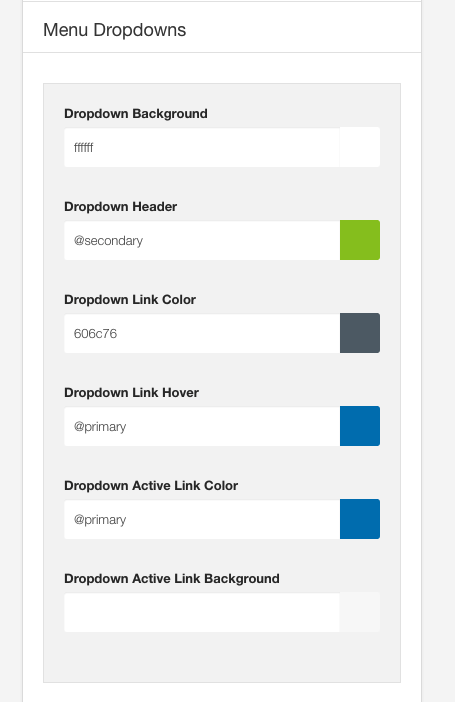 Menu Dropdowns
Dropdown Background
ffffff
Dropdown Header
@secondary
Dropdown Link Color
606c76
Dropdown Link Hover
@primary
Dropdown Active Link Color
@primary
Dropdown Active Link Background